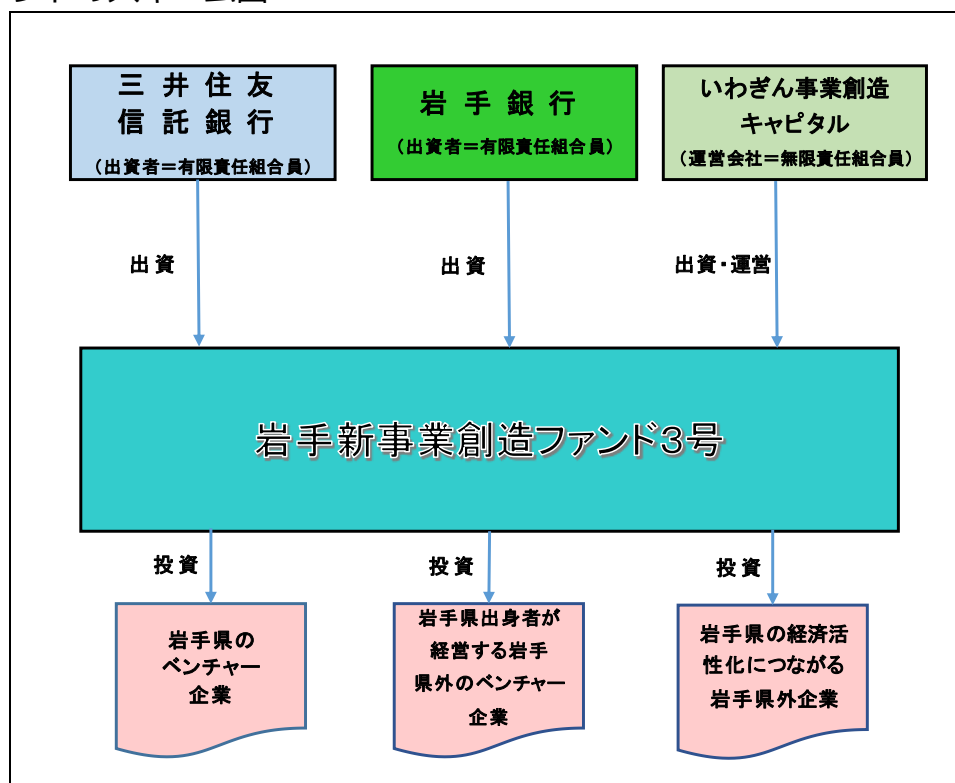 三井住友
信託銀行
（出資者＝有限責任組合員）
岩手銀行
（出資者＝有限責任組合員）
いわぎん事業創造
キャピタル
（運営会社＝無限責任組合員）
出資
出資
出資・運営
岩手新事業創造ファンド３号
投資
投資
投資
岩手県の
ベンチャー
企業
岩手県出身者が
経営する岩手
県外のベンチャー
企業
岩手県の経済活
性化につながる
岩手県外企業